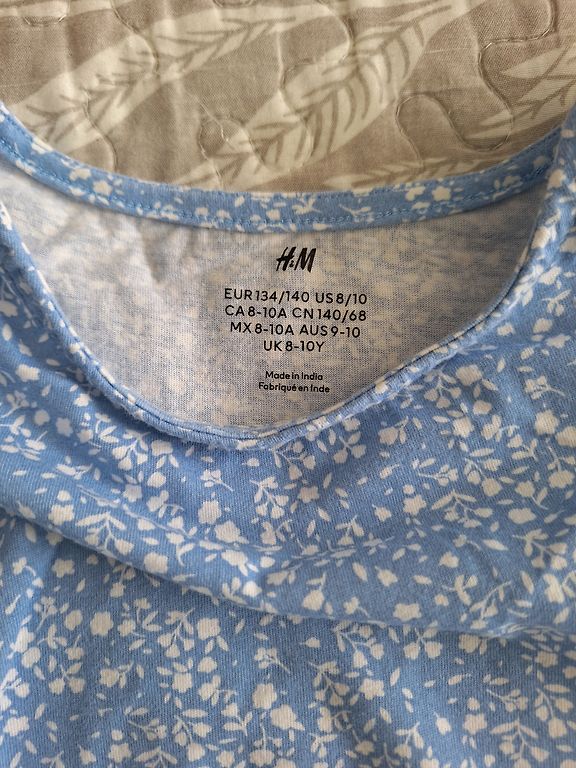 H&M
EUR 134/140 US 8/10
CA 8-10A CN 140/68
MX 8-10A AUS 9-10
UK 8-10Y
Made in India
Fabriqué en Inde